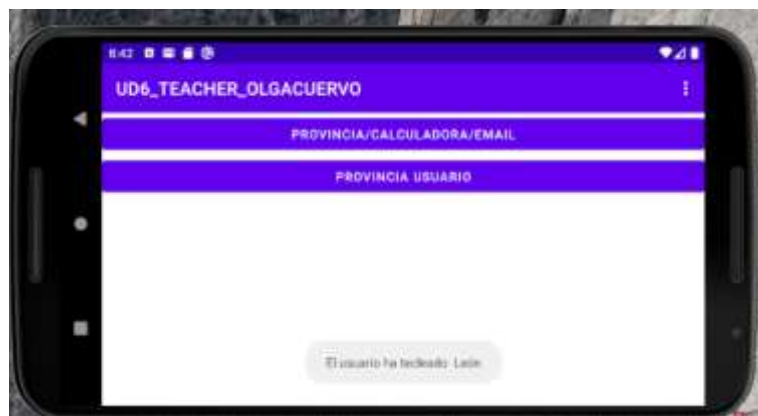 8:42
UD6_TEACHER_OLGACUERVO
PROVINCIA/CALCULADORA/EMAIL
PROVINCIA USUARIO
El usuario ha tecleado: León